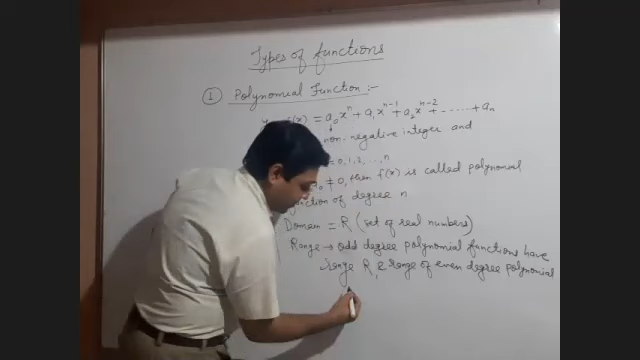 Types of functions
① Polynomial Function :-
f(x) = a₀xⁿ + a₁xⁿ⁻¹ + a₂xⁿ⁻² + ...... + aₙ
non-negative integer and
= 0, 1, 2, ..., n
a₀ ≠ 0, then f(x) is called polynomial
function of degree n
Domain = R (set of real numbers)
Range → odd degree polynomial functions have
range R, & range of even degree polynomial